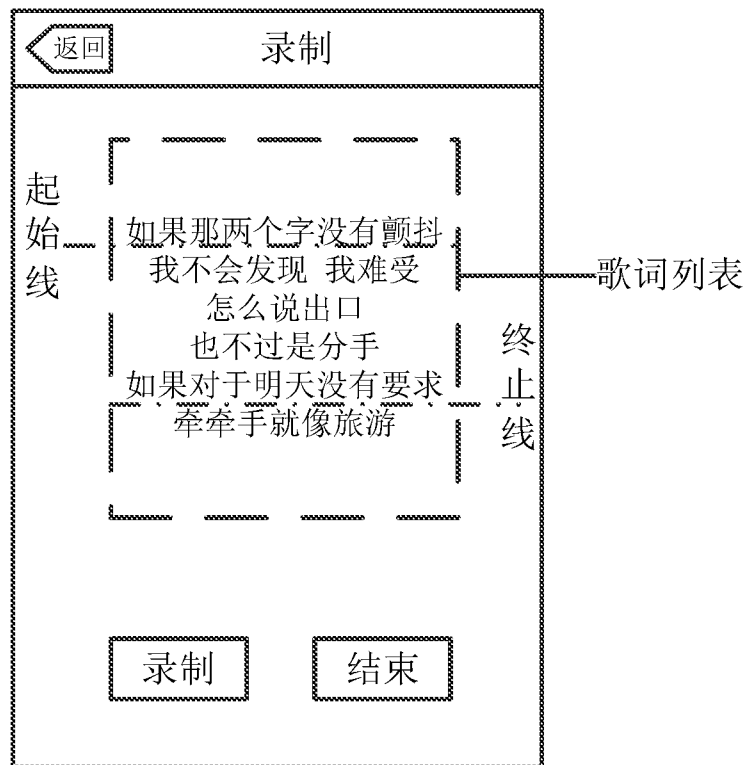 返回
录制
起始线
如果那两个字没有颤抖
我不会发现 我难受
怎么说出口
也不过是分手
如果对于明天没有要求
牵牵手就像旅游
歌词列表
终止线
录制
结束